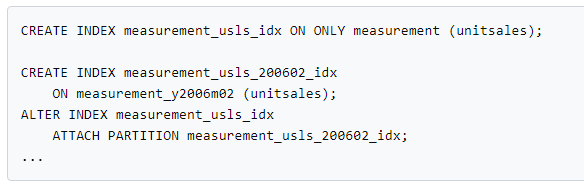 CREATE INDEX measurement_usls_idx ON ONLY measurement (unitsales);
CREATE INDEX measurement_usls_200602_idx
ON measurement_y2006m02 (unitsales);
ALTER INDEX measurement_usls_idx
ATTACH PARTITION measurement_usls_200602_idx;
...